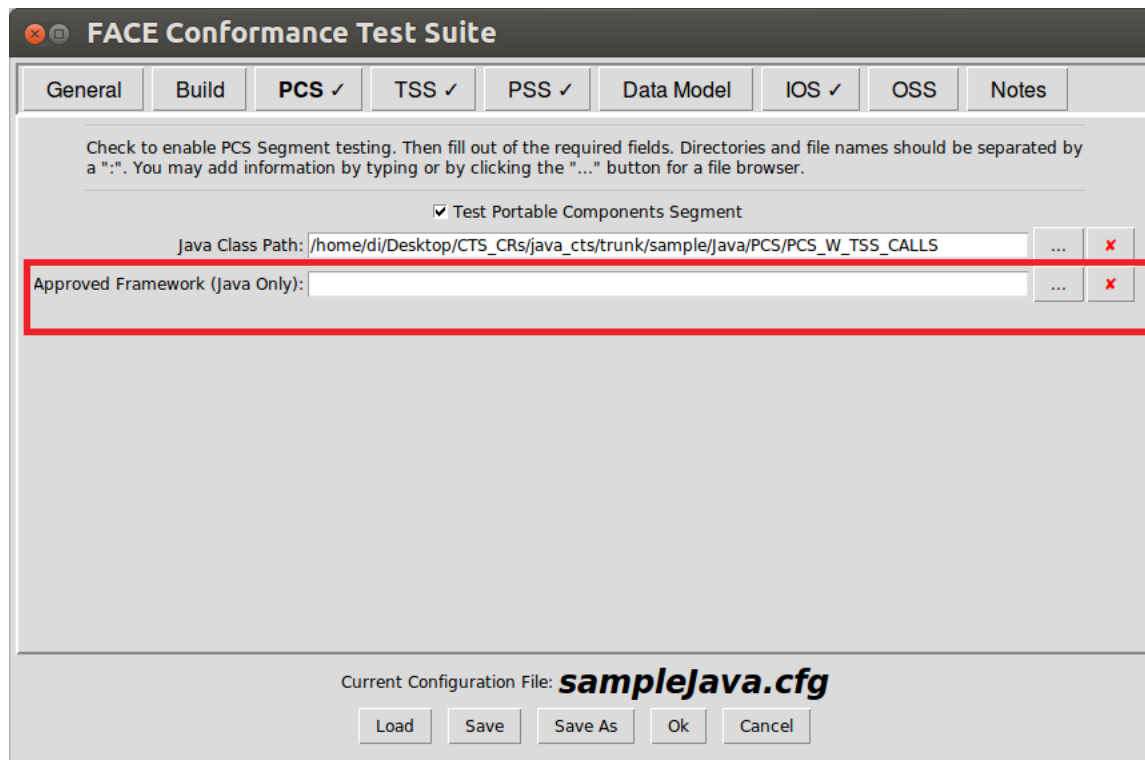 FACE Conformance Test Suite
General Build PCS ✓ TSS ✓ PSS ✓ Data Model IOS ✓ OSS Notes
Check to enable PCS Segment testing. Then fill out of the required fields. Directories and file names should be separated by
a ":". You may add information by typing or by clicking the "..." button for a file browser.
Test Portable Components Segment
Java Class Path: /home/di/Desktop/CTS_CRs/java_cts/trunk/sample/Java/PCS/PCS_W_TSS_CALLS ... ✘
Approved Framework (Java Only): ... ✘
Current Configuration File: sampleJava.cfg
Load Save Save As Ok Cancel